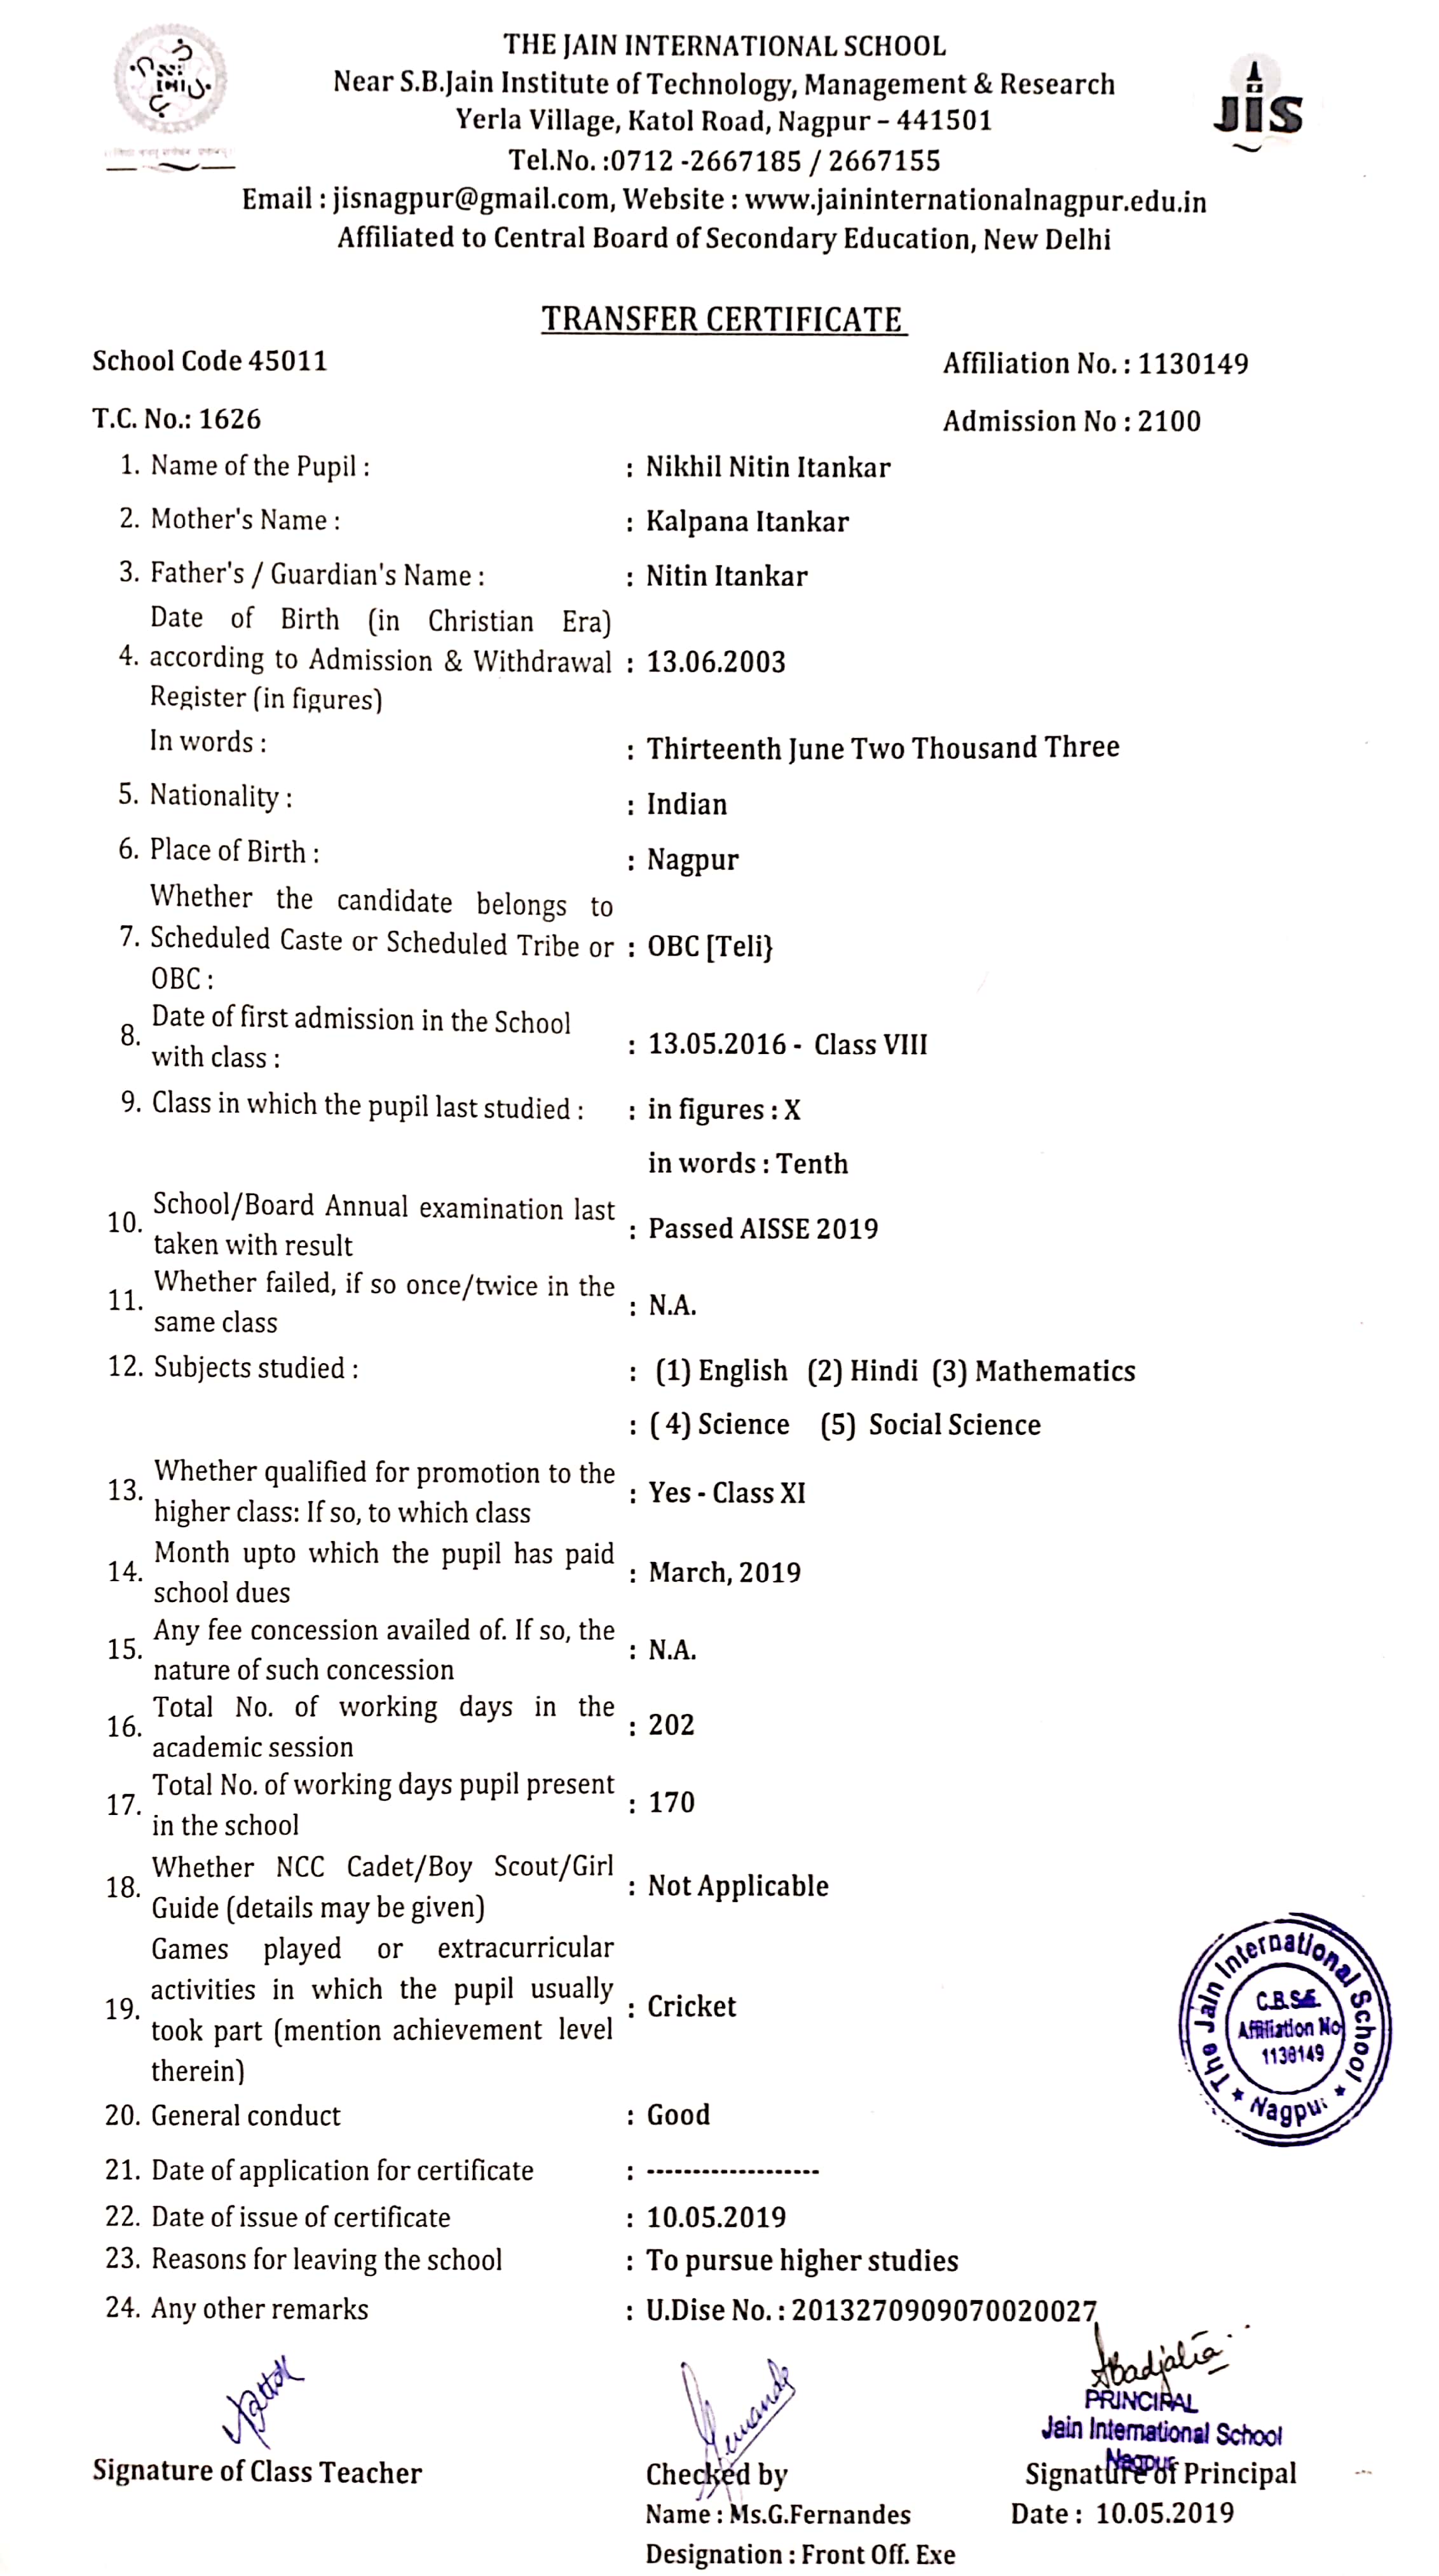 THE JAIN INTERNATIONAL SCHOOL
Near S.B.Jain Institute of Technology, Management & Research
Yerla Village, Katol Road, Nagpur – 441501
JIS
Tel.No. :0712 -2667185 / 2667155
Email : jisnagpur@gmail.com, Website : www.jaininternationalnagpur.edu.in
Affiliated to Central Board of Secondary Education, New Delhi
TRANSFER CERTIFICATE
School Code 45011 Affiliation No. : 1130149
T.C. No.: 1626 Admission No : 2100
1. Name of the Pupil : : Nikhil Nitin Itankar
2. Mother's Name : : Kalpana Itankar
3. Father's / Guardian's Name : : Nitin Itankar
Date of Birth (in Christian Era)
4. according to Admission & Withdrawal : 13.06.2003
Register (in figures)
In words : : Thirteenth June Two Thousand Three
5. Nationality : : Indian
6. Place of Birth : : Nagpur
Whether the candidate belongs to
7. Scheduled Caste or Scheduled Tribe or : OBC [Teli}
OBC :
8. Date of first admission in the School
with class : : 13.05.2016 - Class VIII
9. Class in which the pupil last studied : : in figures : X
in words : Tenth
10. School/Board Annual examination last
taken with result : Passed AISSE 2019
11. Whether failed, if so once/twice in the
same class : N.A.
12. Subjects studied : : (1) English (2) Hindi (3) Mathematics
: ( 4) Science (5) Social Science
13. Whether qualified for promotion to the
higher class: If so, to which class : Yes - Class XI
14. Month upto which the pupil has paid
school dues : March, 2019
15. Any fee concession availed of. If so, the
nature of such concession : N.A.
16. Total No. of working days in the
academic session : 202
17. Total No. of working days pupil present
in the school : 170
18. Whether NCC Cadet/Boy Scout/Girl
Guide (details may be given) : Not Applicable
Games played or extracurricular
19. activities in which the pupil usually
took part (mention achievement level : Cricket
therein)
The Jain International School
C.B.S.E.
Affiliation No
1130149
★ Nagpur ★
20. General conduct : Good
21. Date of application for certificate : -------------------
22. Date of issue of certificate : 10.05.2019
23. Reasons for leaving the school : To pursue higher studies
24. Any other remarks : U.Dise No. : 2013270909070020027
PRINCIPAL
Jain International School
Nagpur
Signature of Class Teacher Checked by Signature of Principal
Name : Ms.G.Fernandes Date : 10.05.2019
Designation : Front Off. Exe